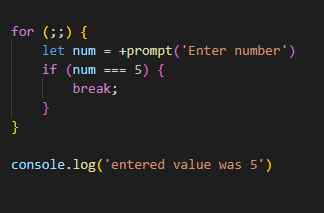 for (;;) {
    let num = +prompt('Enter number')
    if (num === 5) {
        break;
    }
}
console.log('entered value was 5')